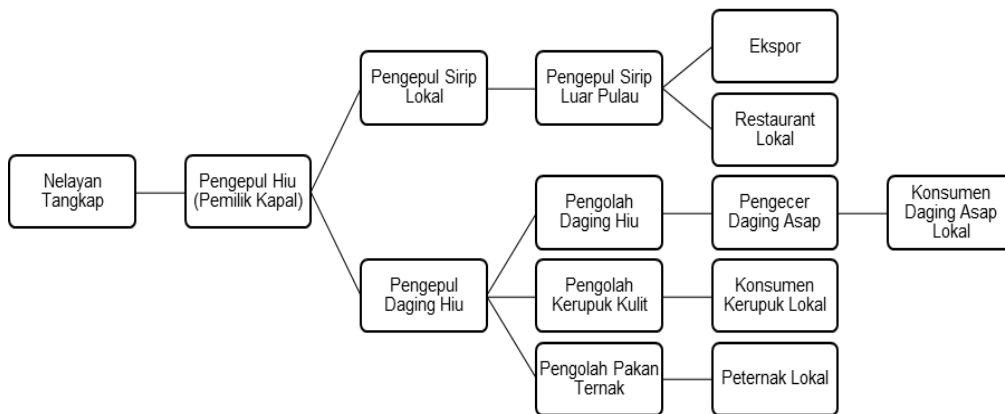 Nelayan
Tangkap
Pengepul Hiu
(Pemilik Kapal)
Pengepul Sirip
Lokal
Pengepul Sirip
Luar Pulau
Ekspor
Restaurant
Lokal
Pengepul
Daging Hiu
Pengolah
Daging Hiu
Pengecer
Daging Asap
Konsumen
Daging Asap
Lokal
Pengolah
Kerupuk Kulit
Konsumen
Kerupuk Lokal
Pengolah Pakan
Ternak
Peternak Lokal